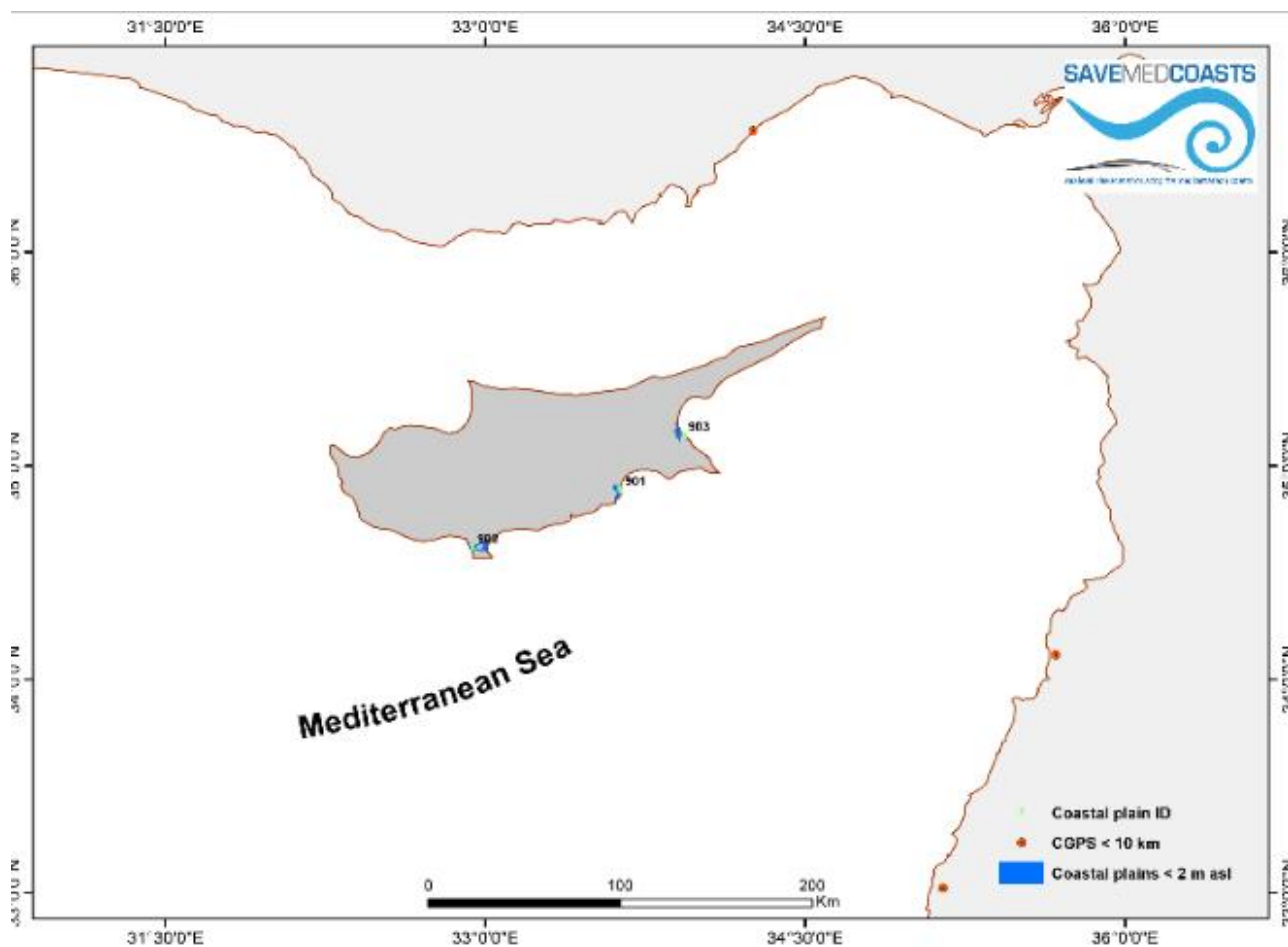 31°30'0"E 33°0'0"E 34°30'0"E 36°0'0"E
SAVEMEDCOASTS
903
901
902
Mediterranean Sea
Coastal plain ID
CGPS < 10 km
Coastal plains < 2 m asl
0 100 200
Km
31°30'0"E 33°0'0"E 34°30'0"E 36°0'0"E